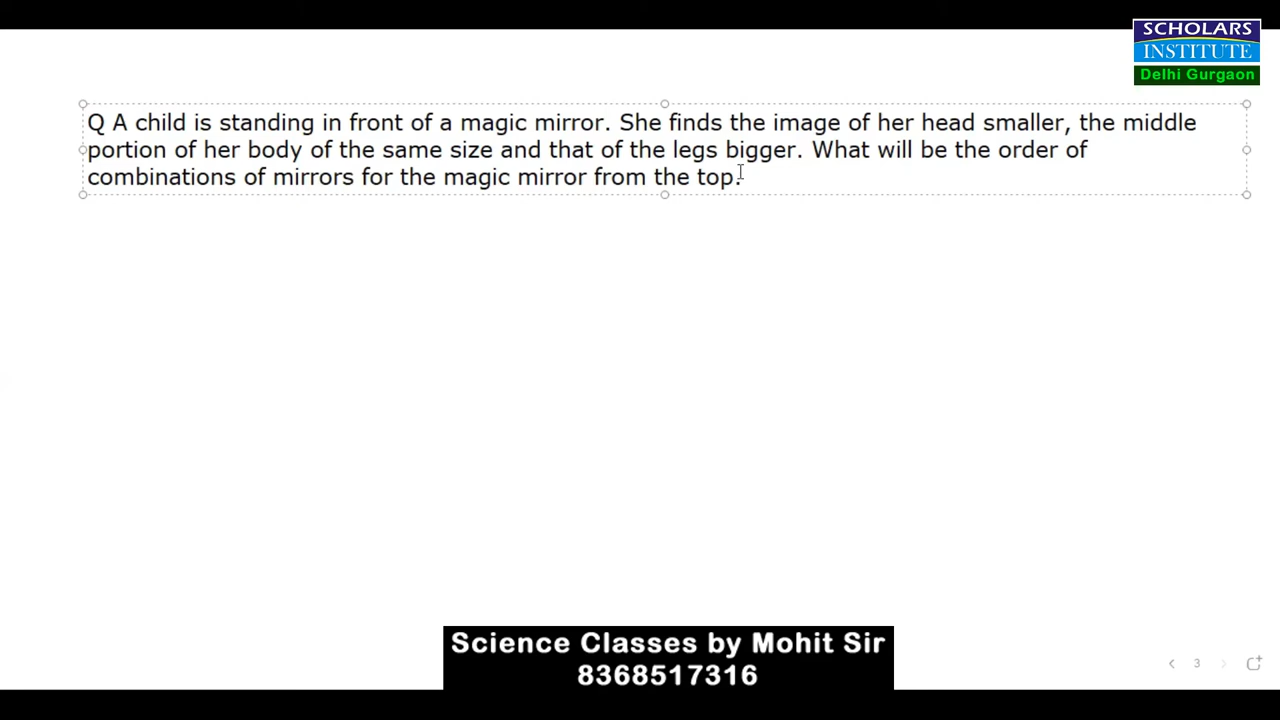 SCHOLARS
INSTITUTE
Delhi Gurgaon
Q A child is standing in front of a magic mirror. She finds the image of her head smaller, the middle
portion of her body of the same size and that of the legs bigger. What will be the order of
combinations of mirrors for the magic mirror from the top.
Science Classes by Mohit Sir
8368517316
3